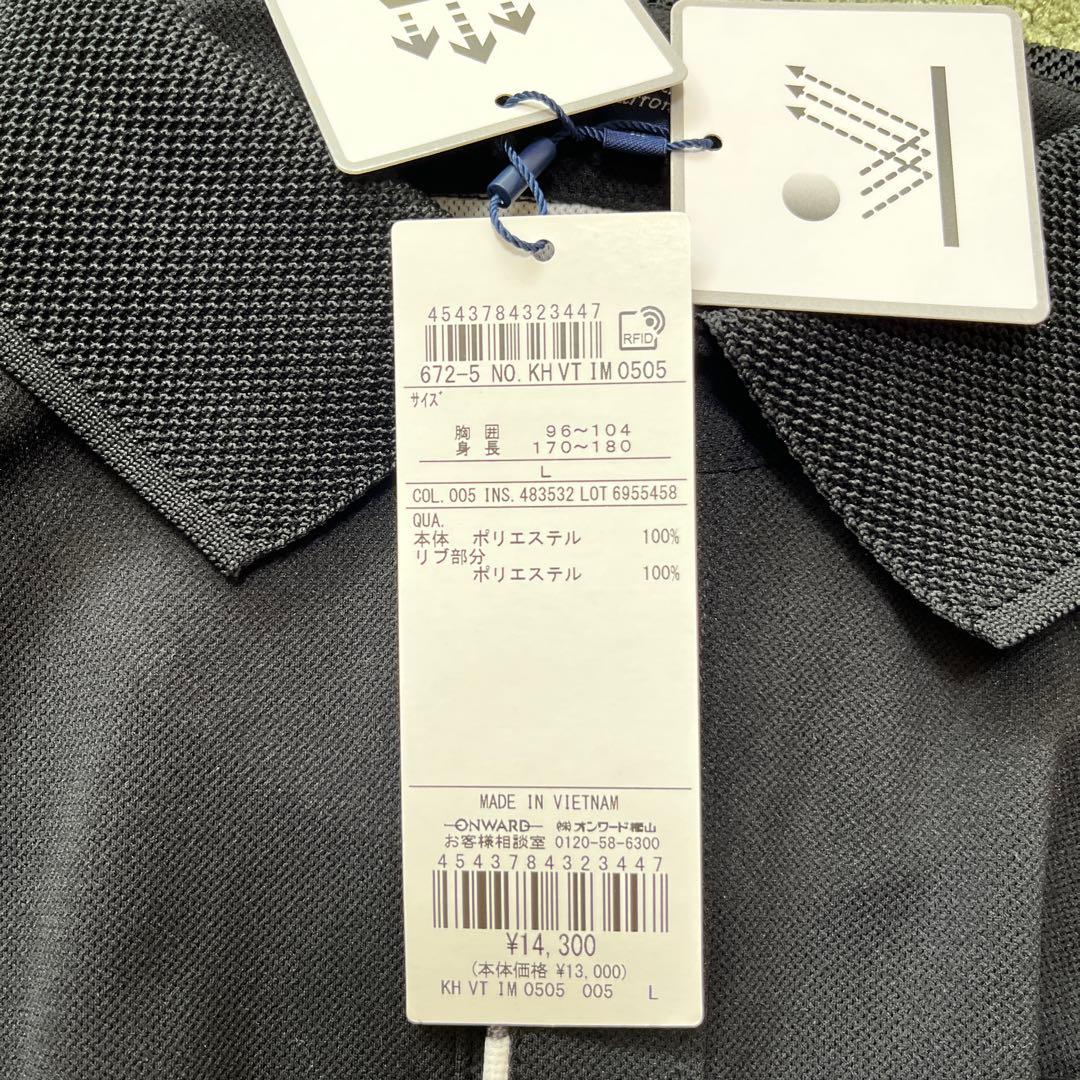 4543784323447
RFID
672-5 NO. KH VT IM 0505
サイズ
胸囲 96～104
身長 170～180
L
COL. 005 INS. 483532 LOT 6955458
QUA.
本体 ポリエステル 100%
リブ部分
ポリエステル 100%
MADE IN VIETNAM
ONWARD ㈱オンワード樫山
お客様相談室 0120-58-6300
4543784323447
¥14,300
(本体価格 ¥13,000)
KH VT IM 0505 005 L